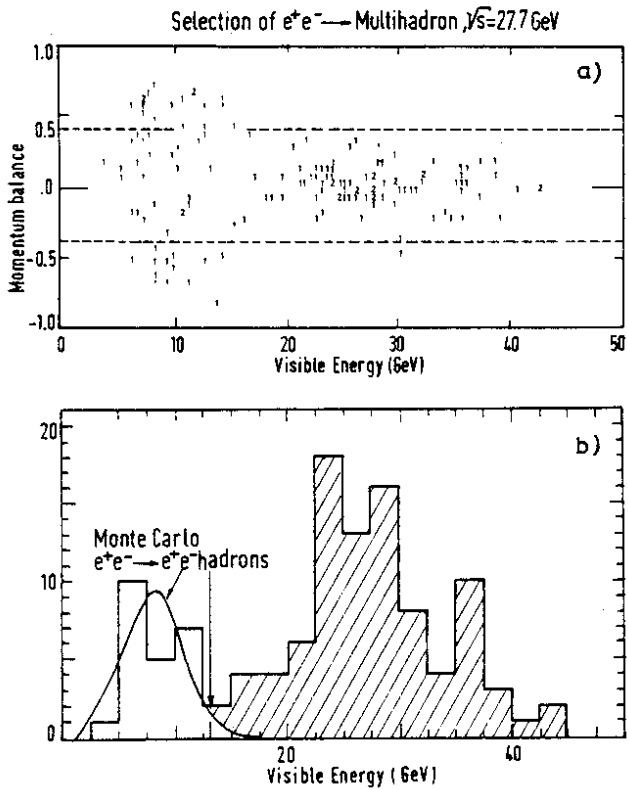 Selection of e⁺e⁻ → Multihadron, √s=27.7 GeV
a)
1.0
0.5
.0
-0.5
-1.0
Momentum balance
0 10 20 30 40 50
Visible Energy (GeV)
b)
20
10
0
Monte Carlo
e⁺e⁻ → e⁺e⁻hadrons
20 40
Visible Energy (GeV)